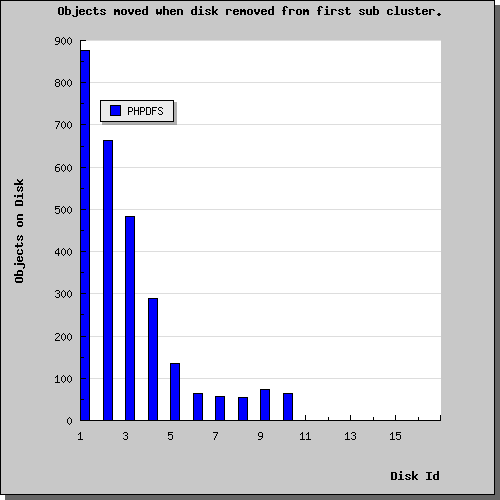 Objects moved when disk removed from first sub cluster.
900
800
700
600
500
400
300
200
100
0
PHPDFS
Objects on Disk
1 3 5 7 9 11 13 15
Disk Id